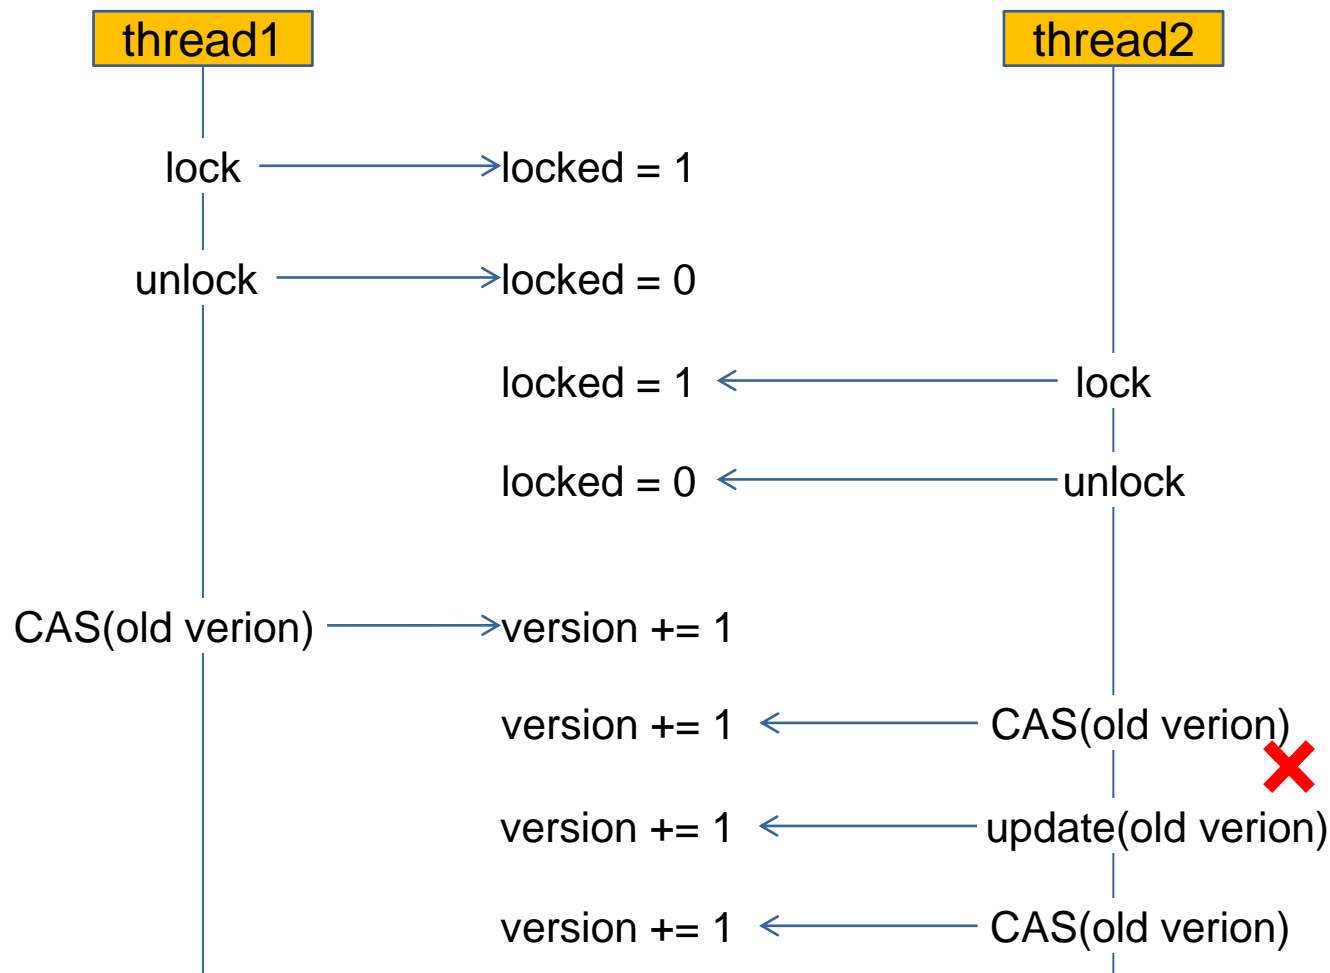 thread1
thread2
lock
locked = 1
unlock
locked = 0
locked = 1
lock
locked = 0
unlock
CAS(old verion)
version += 1
version += 1
CAS(old verion)
version += 1
update(old verion)
version += 1
CAS(old verion)